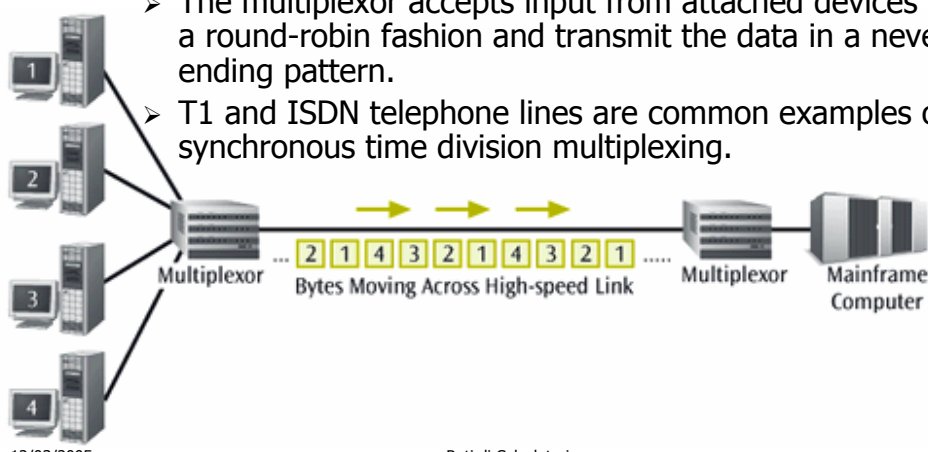 The multiplexor accepts input from attached devices
a round-robin fashion and transmit the data in a neve
ending pattern.
T1 and ISDN telephone lines are common examples o
synchronous time division multiplexing.
1
2
3
4
Multiplexor
... 2 1 4 3 2 1 4 3 2 1 .....
Bytes Moving Across High-speed Link
Multiplexor
Mainframe
Computer